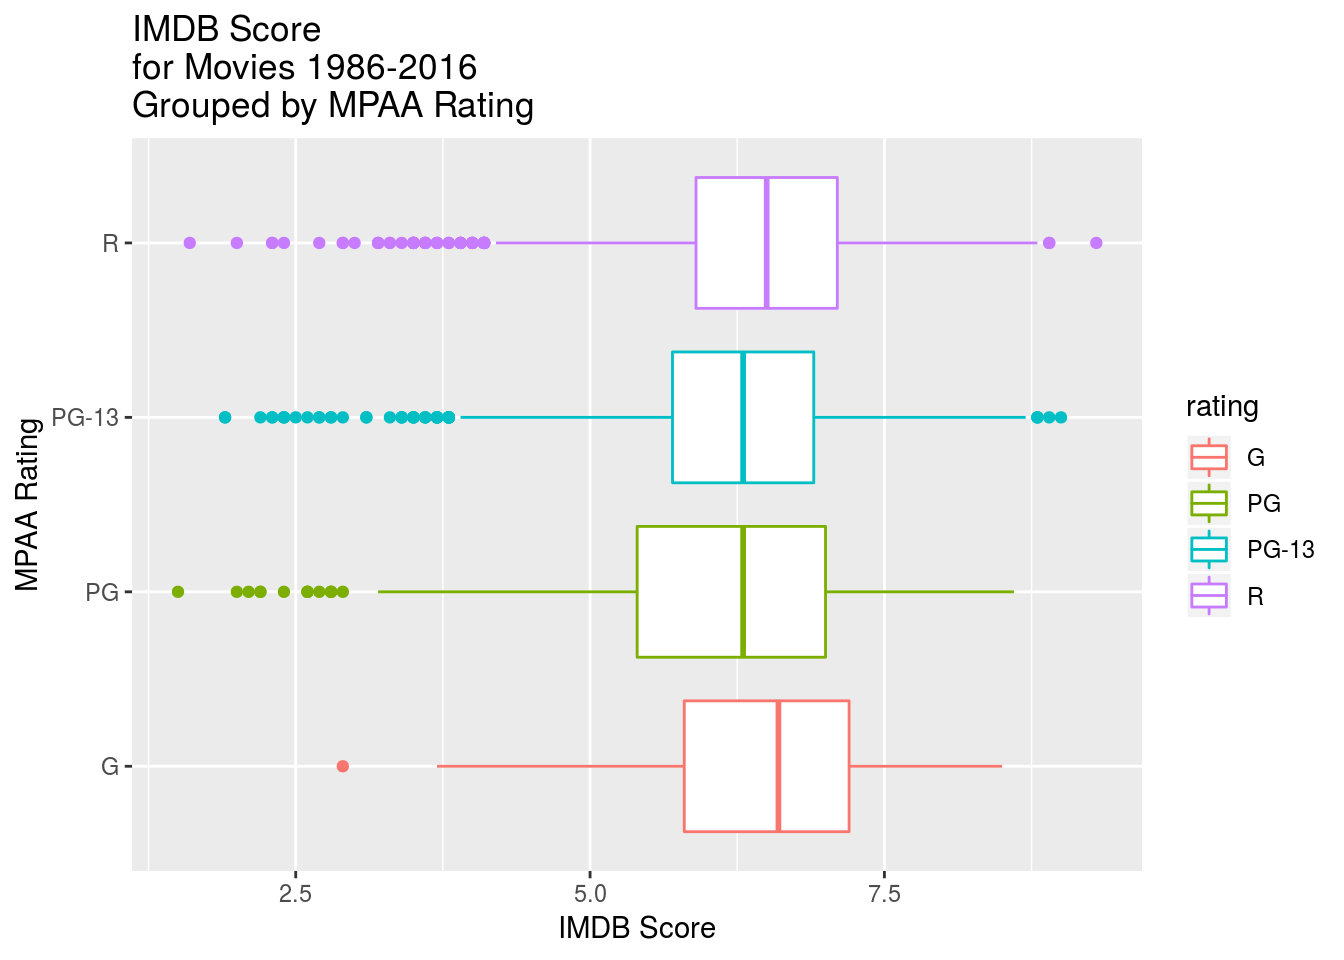 IMDB Score
for Movies 1986-2016
Grouped by MPAA Rating
MPAA Rating
R
PG-13
PG
G
2.5 5.0 7.5
IMDB Score
rating
G
PG
PG-13
R